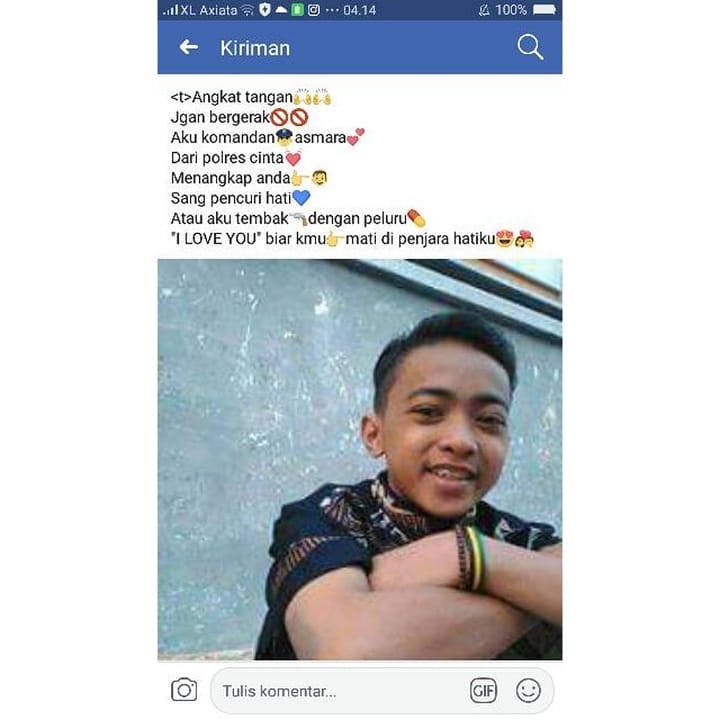 XL Axiata 04.14 100%
Kiriman
<t>Angkat tangan🙌🙌
Jgan bergerak🚫🚫
Aku komandan👮asmara💕
Dari polres cinta💓
Menangkap anda👉👨
Sang pencuri hati💙
Atau aku tembak🔫dengan peluru💊
"I LOVE YOU" biar kmu👉mati di penjara hatiku😍💑
Tulis komentar...
GIF